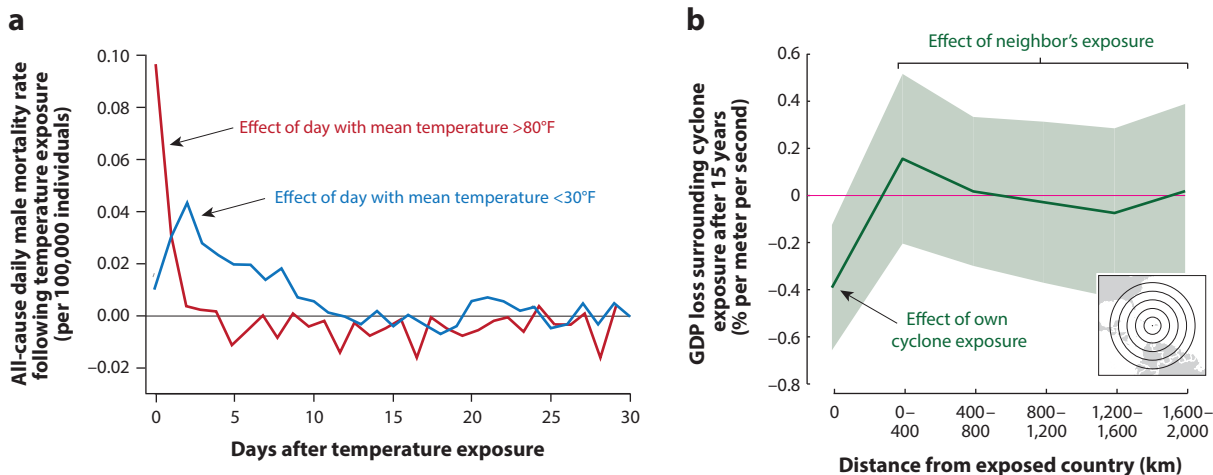 a
All-cause daily male mortality rate
following temperature exposure
(per 100,000 individuals)
0.10
0.08
0.06
0.04
0.02
0.00
−0.02
Effect of day with mean temperature >80°F
Effect of day with mean temperature <30°F
0 5 10 15 20 25 30
Days after temperature exposure
b
GDP loss surrounding cyclone
exposure after 15 years
(% per meter per second)
0.6
0.4
0.2
0
−0.2
−0.4
−0.6
−0.8
Effect of neighbor's exposure
Effect of own
cyclone exposure
0 0– 400– 800– 1,200– 1,600–
400 800 1,200 1,600 2,000
Distance from exposed country (km)